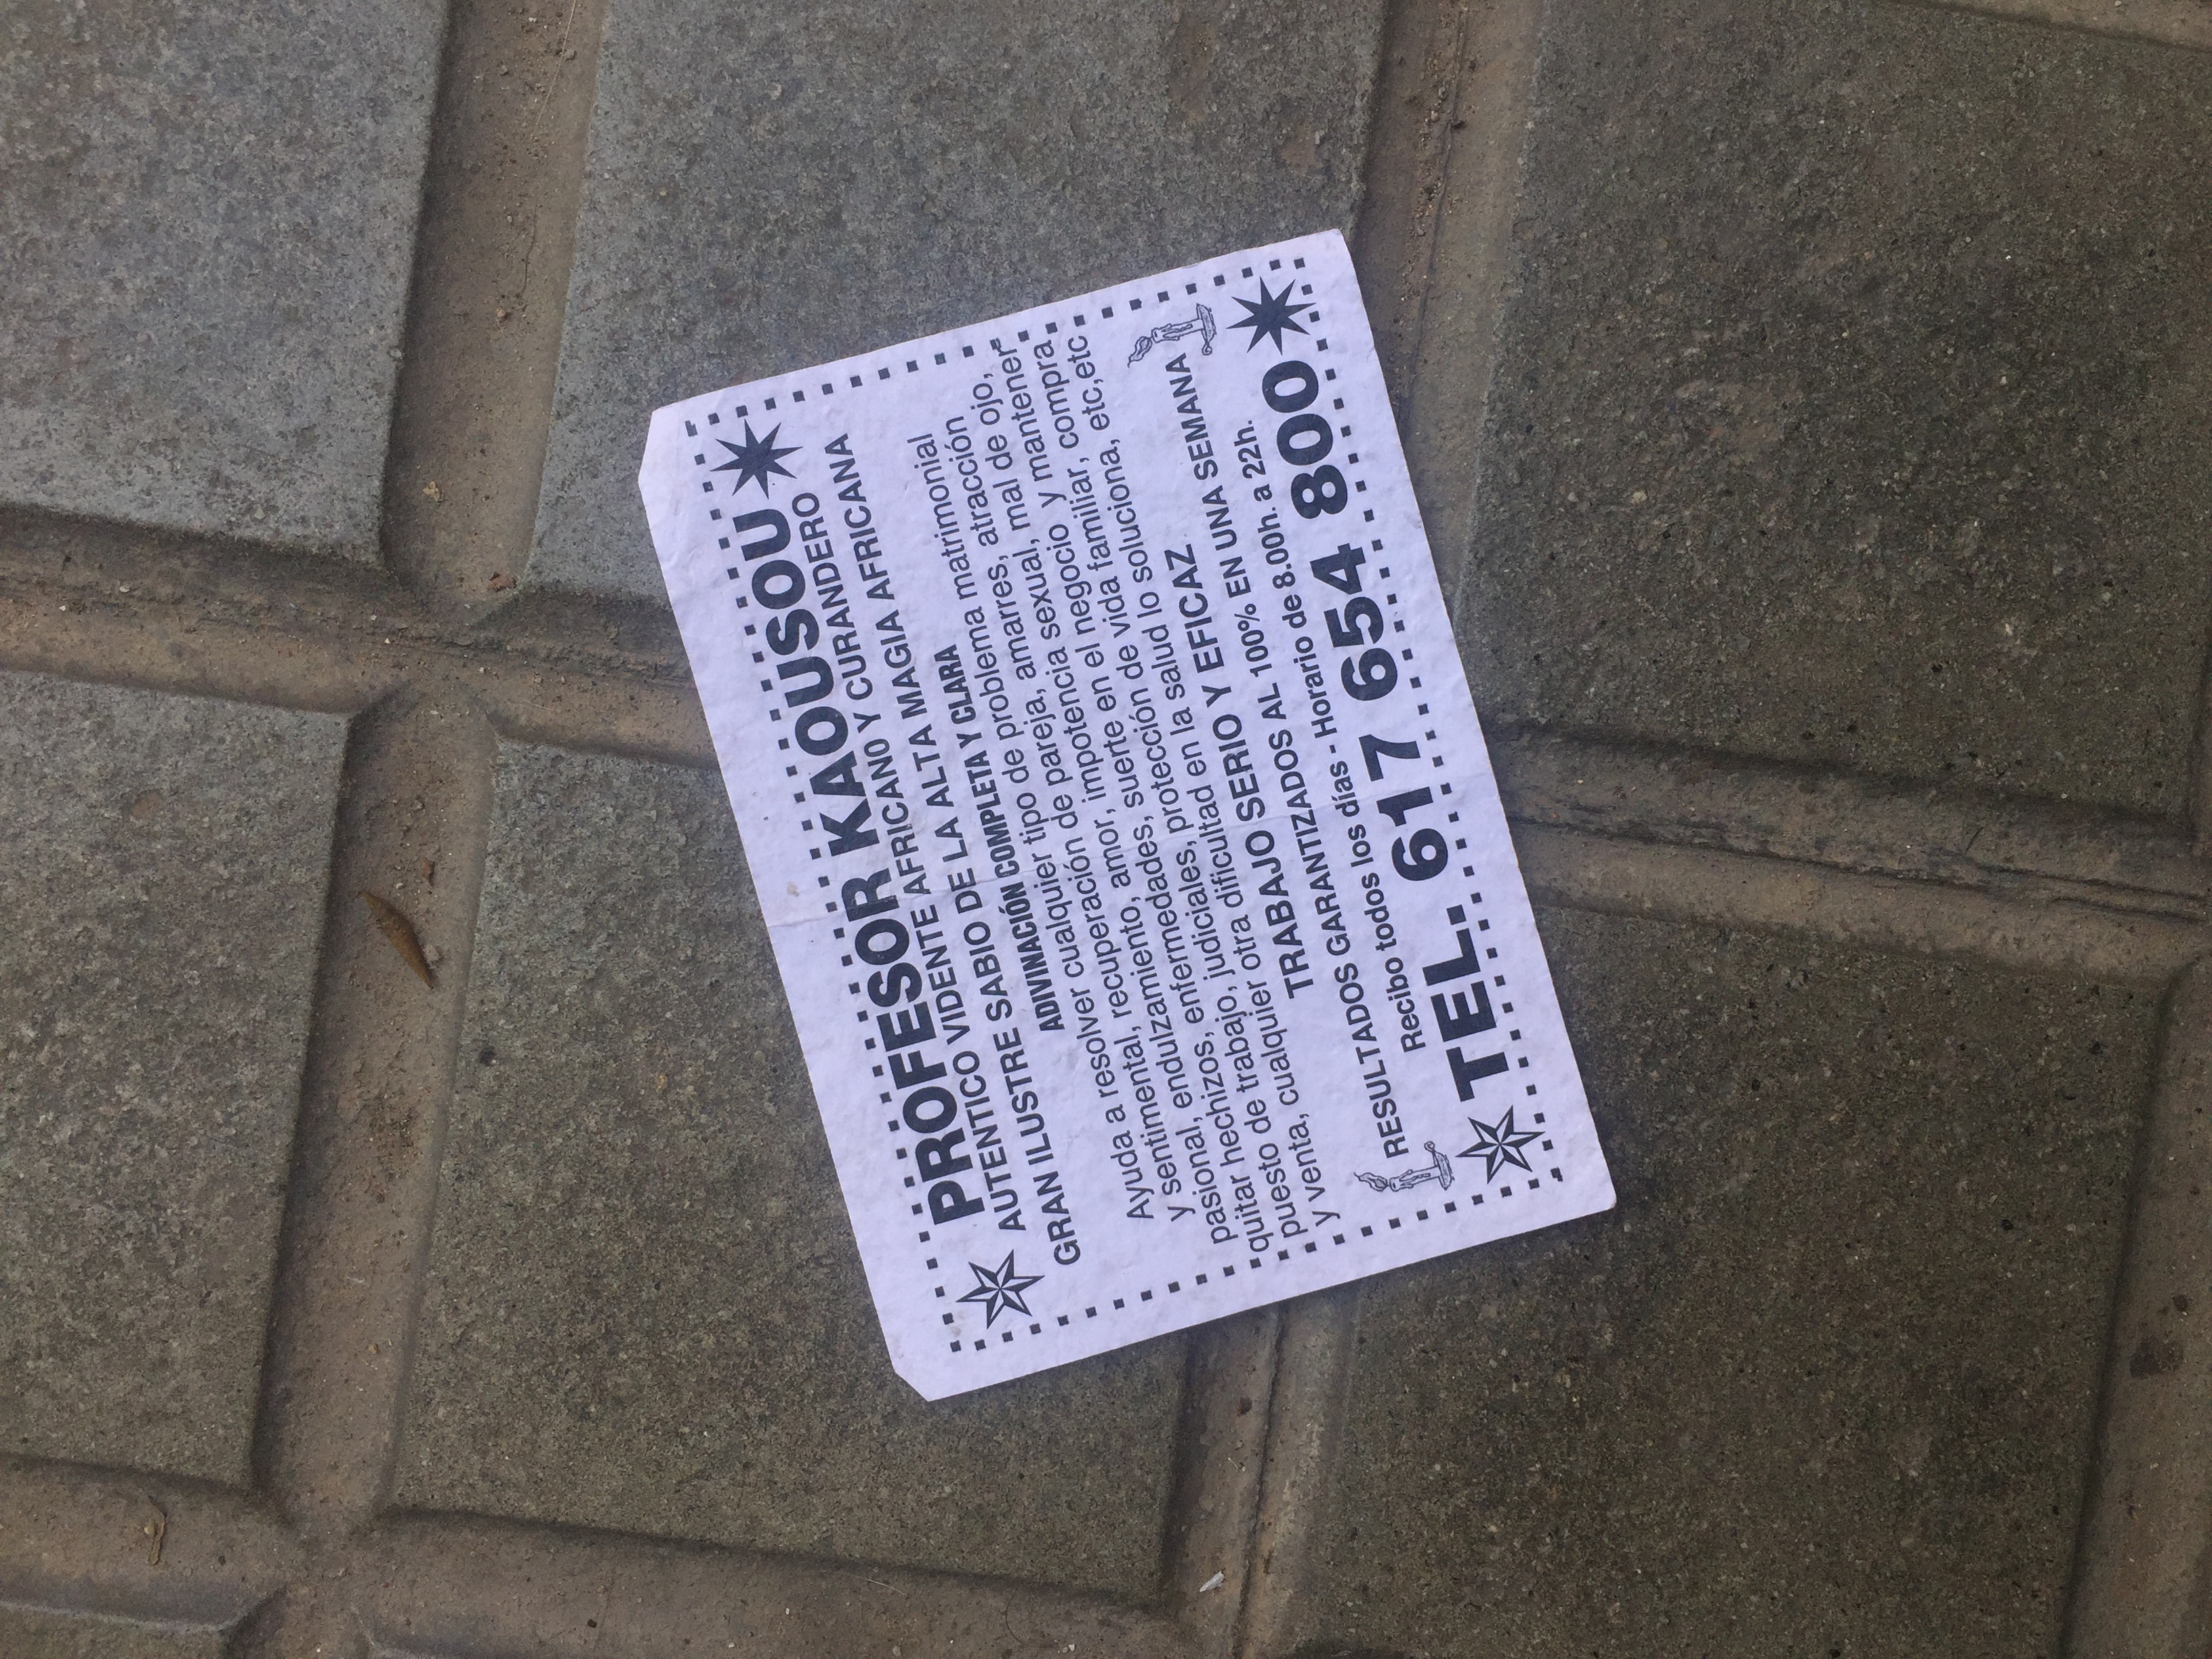 PROFESOR KAOUSOU
AUTENTICO VIDENTE AFRICANO Y CURANDERO
GRAN ILUSTRE SABIO DE LA ALTA MAGIA AFRICANA
ADIVINACIÓN COMPLETA Y CLARA
Ayuda a resolver cualquier tipo de problema matrimonial
y sentimental, recuperación de pareja, amarres, atracción
pasional, endulzamiento, amor, impotencia sexual, mal de ojo,
quitar hechizos, enfermedades, suerte en el negocio y mantener
puesto de trabajo, judiciales, protección de vida familiar, compra
y venta, cualquier otra dificultad en la salud lo soluciona, etc,etc
TRABAJO SERIO Y EFICAZ
RESULTADOS GARANTIZADOS AL 100% EN UNA SEMANA
Recibo todos los días - Horario de 8.00h. a 22h.
TEL. 617 654 800